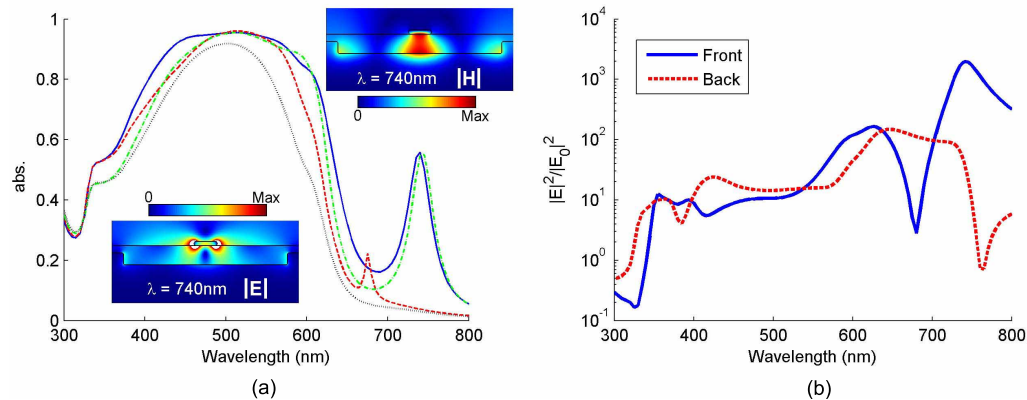 1
0.8
0.6
0.4
0.2
0
abs.
300 400 500 600 700 800
Wavelength (nm)
(a)
λ = 740nm |H|
0 Max
0 Max
λ = 740nm |E|
10^4
10^3
10^2
10^1
10^0
10^-1
|E|^2/|E_0|^2
Front
Back
300 400 500 600 700 800
Wavelength (nm)
(b)